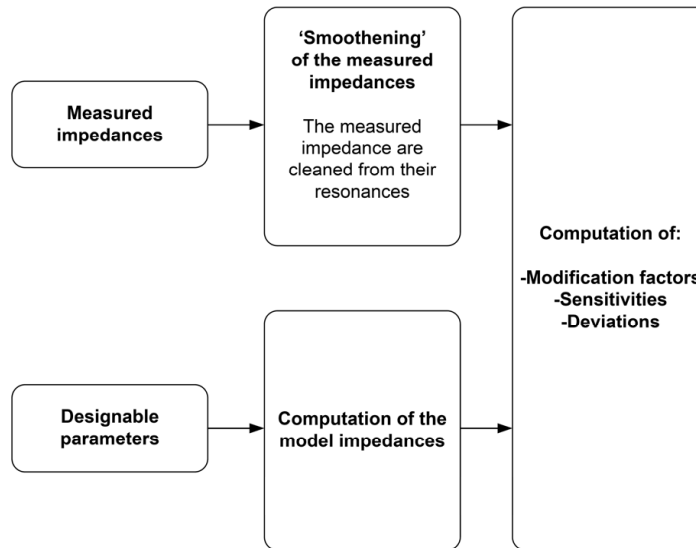 Measured
impedances
‘Smoothening’
of the measured
impedances
The measured
impedance are
cleaned from their
resonances
Designable
parameters
Computation of the
model impedances
Computation of:
-Modification factors
-Sensitivities
-Deviations